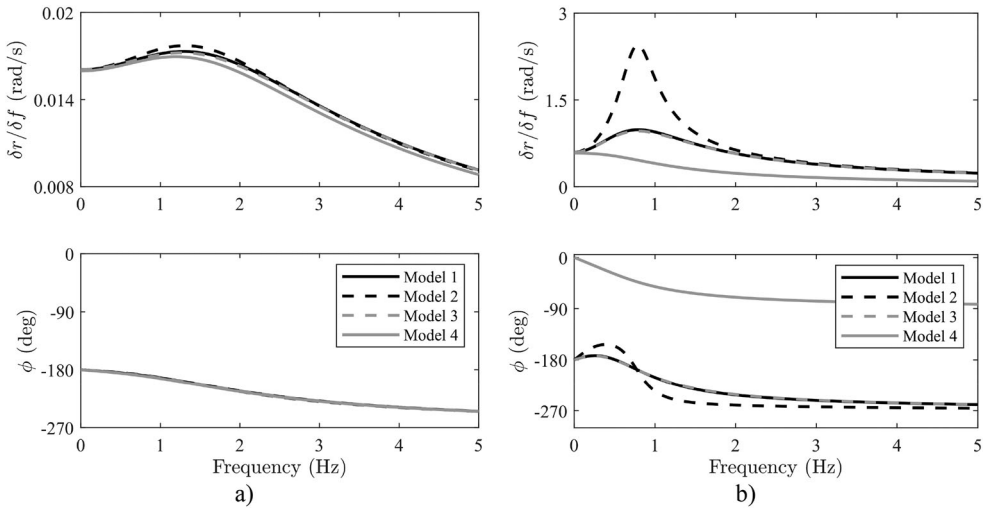 0.02
0.014
0.008
δr/δf (rad/s)
0 1 2 3 4 5
0
-90
-180
-270
ϕ (deg)
Model 1
Model 2
Model 3
Model 4
0 1 2 3 4 5
Frequency (Hz)
a)
3
1.5
0
δr/δf (rad/s)
0 1 2 3 4 5
0
-90
-180
-270
ϕ (deg)
Model 1
Model 2
Model 3
Model 4
0 1 2 3 4 5
Frequency (Hz)
b)